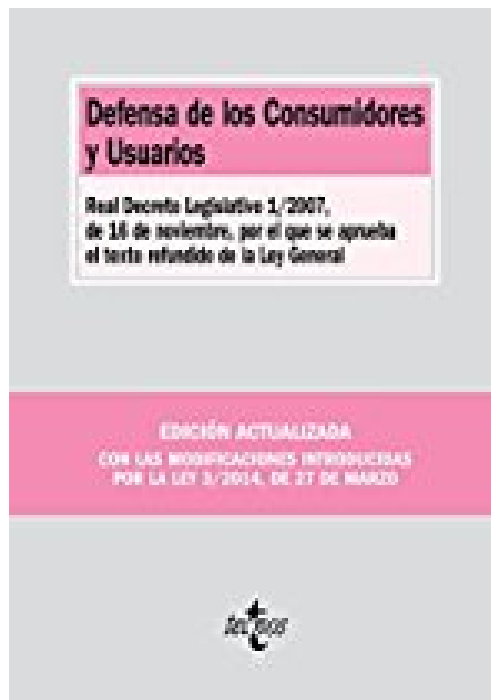 Defensa de los Consumidores
y Usuarios
Real Decreto Legislativo 1/2007,
de 16 de noviembre, por el que se aprueba
el texto refundido de la Ley General
EDICIÓN ACTUALIZADA
CON LAS MODIFICACIONES INTRODUCIDAS
POR LA LEY 3/2014, DE 27 DE MARZO
tecnos